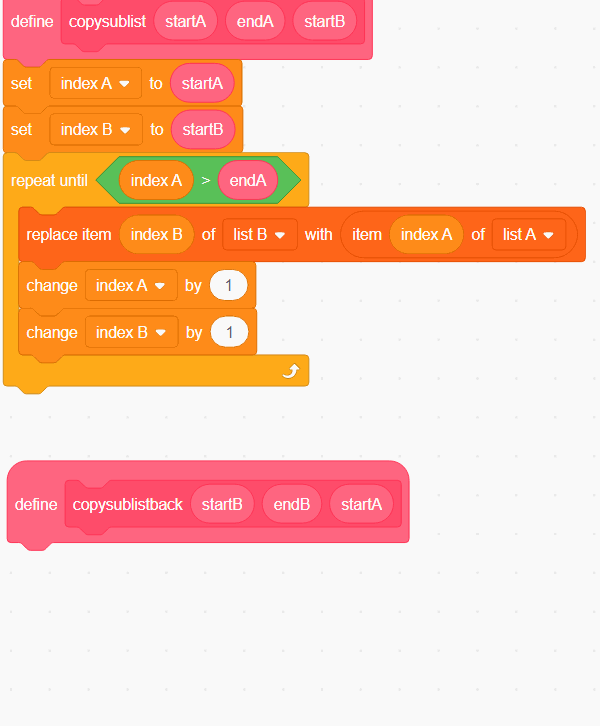 define copysublist startA endA startB
set index A to startA
set index B to startB
repeat until index A > endA
replace item index B of list B with item index A of list A
change index A by 1
change index B by 1
define copysublistback startB endB startA